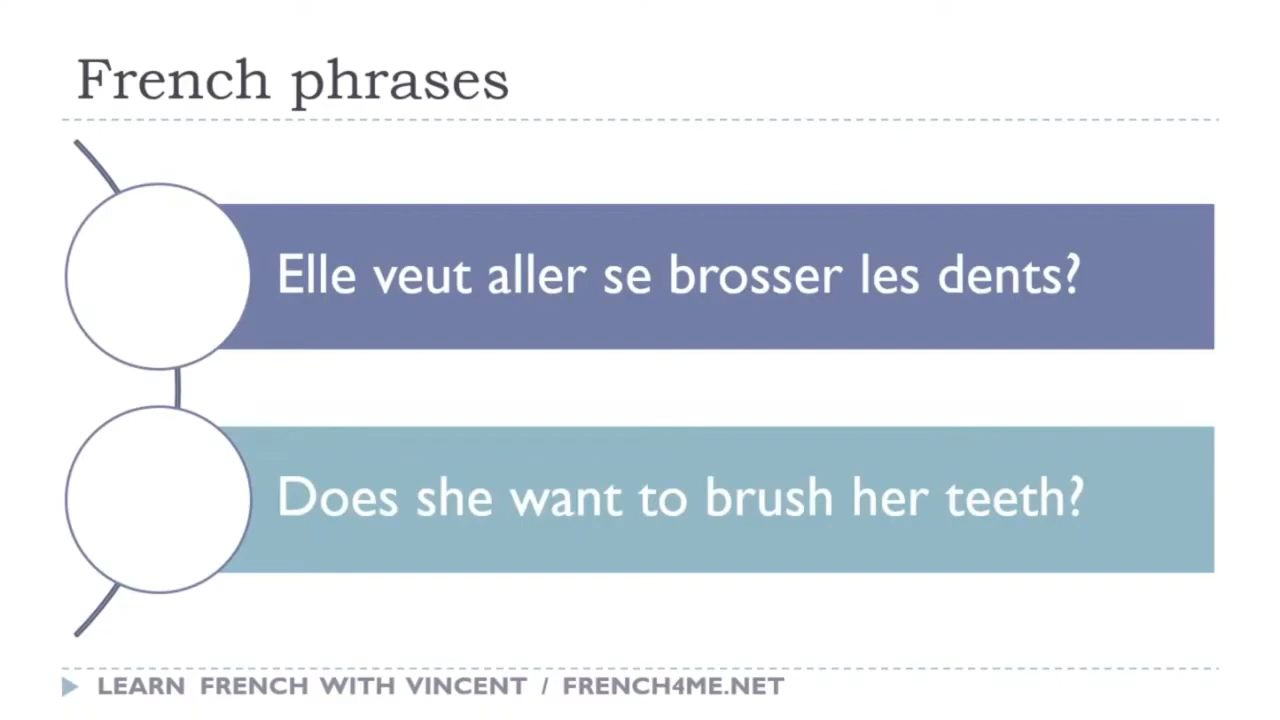 French phrases
Elle veut aller se brosser les dents?
Does she want to brush her teeth?
LEARN FRENCH WITH VINCENT / FRENCH4ME.NET